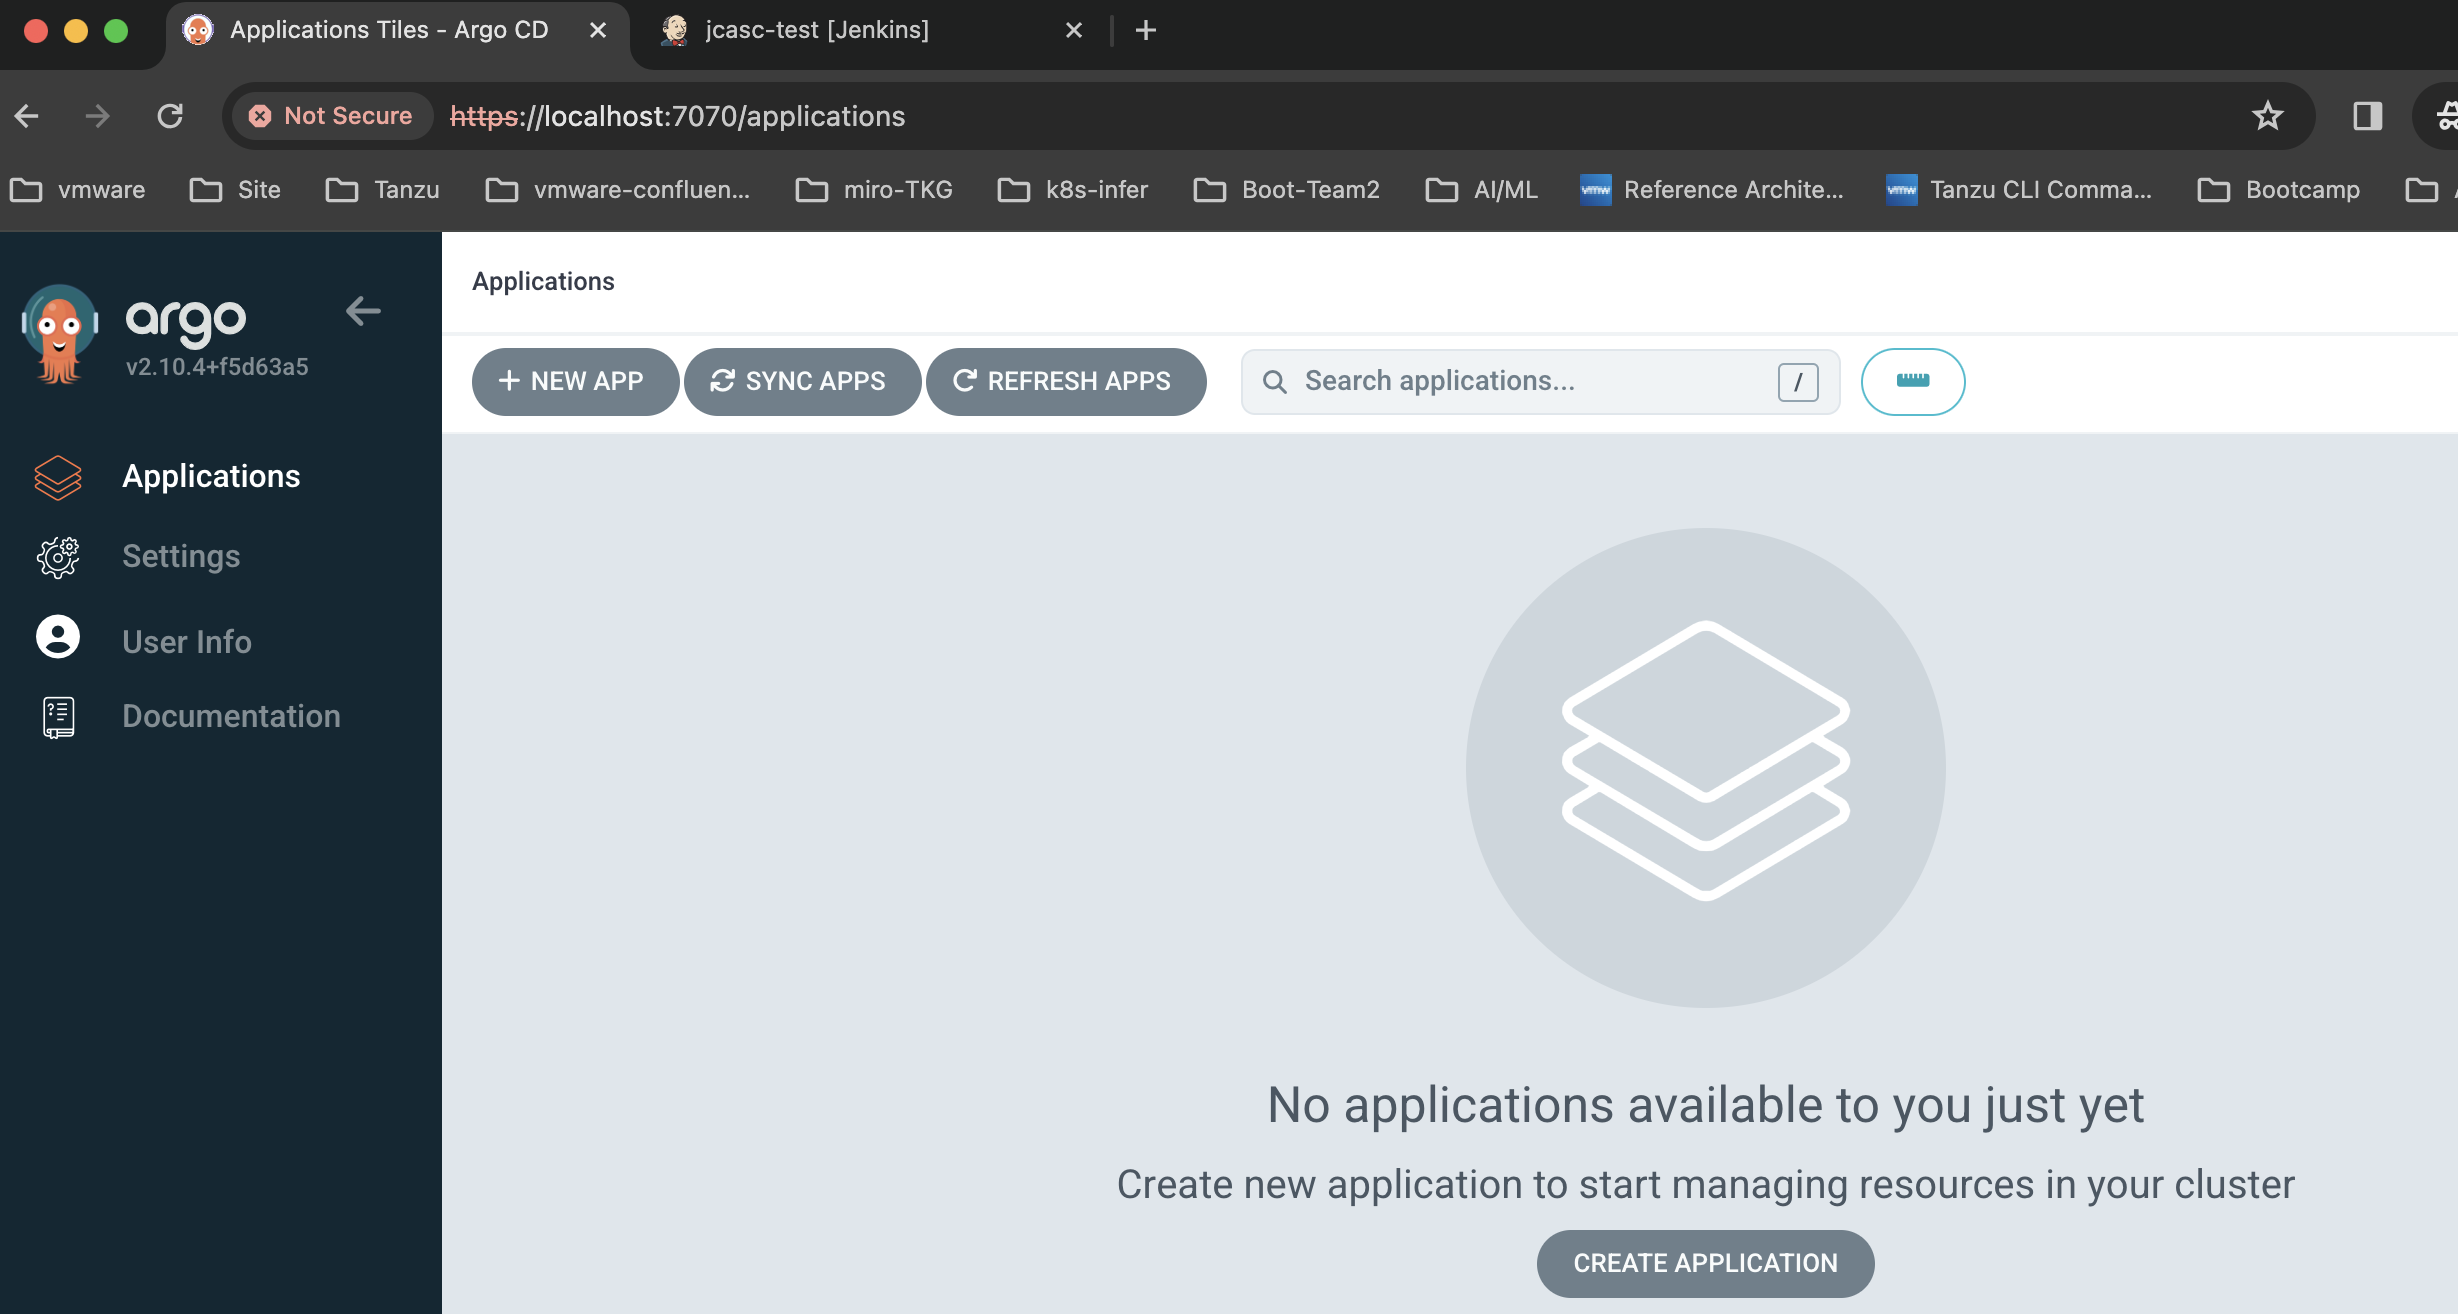 Applications Tiles - Argo CD
jcasc-test [Jenkins]
Not Secure https://localhost:7070/applications
vmware Site Tanzu vmware-confluen... miro-TKG k8s-infer Boot-Team2 AI/ML Reference Archite... Tanzu CLI Comma... Bootcamp
argo
v2.10.4+f5d63a5
Applications
Settings
User Info
Documentation
Applications
+ NEW APP SYNC APPS REFRESH APPS Search applications... /
No applications available to you just yet
Create new application to start managing resources in your cluster
CREATE APPLICATION